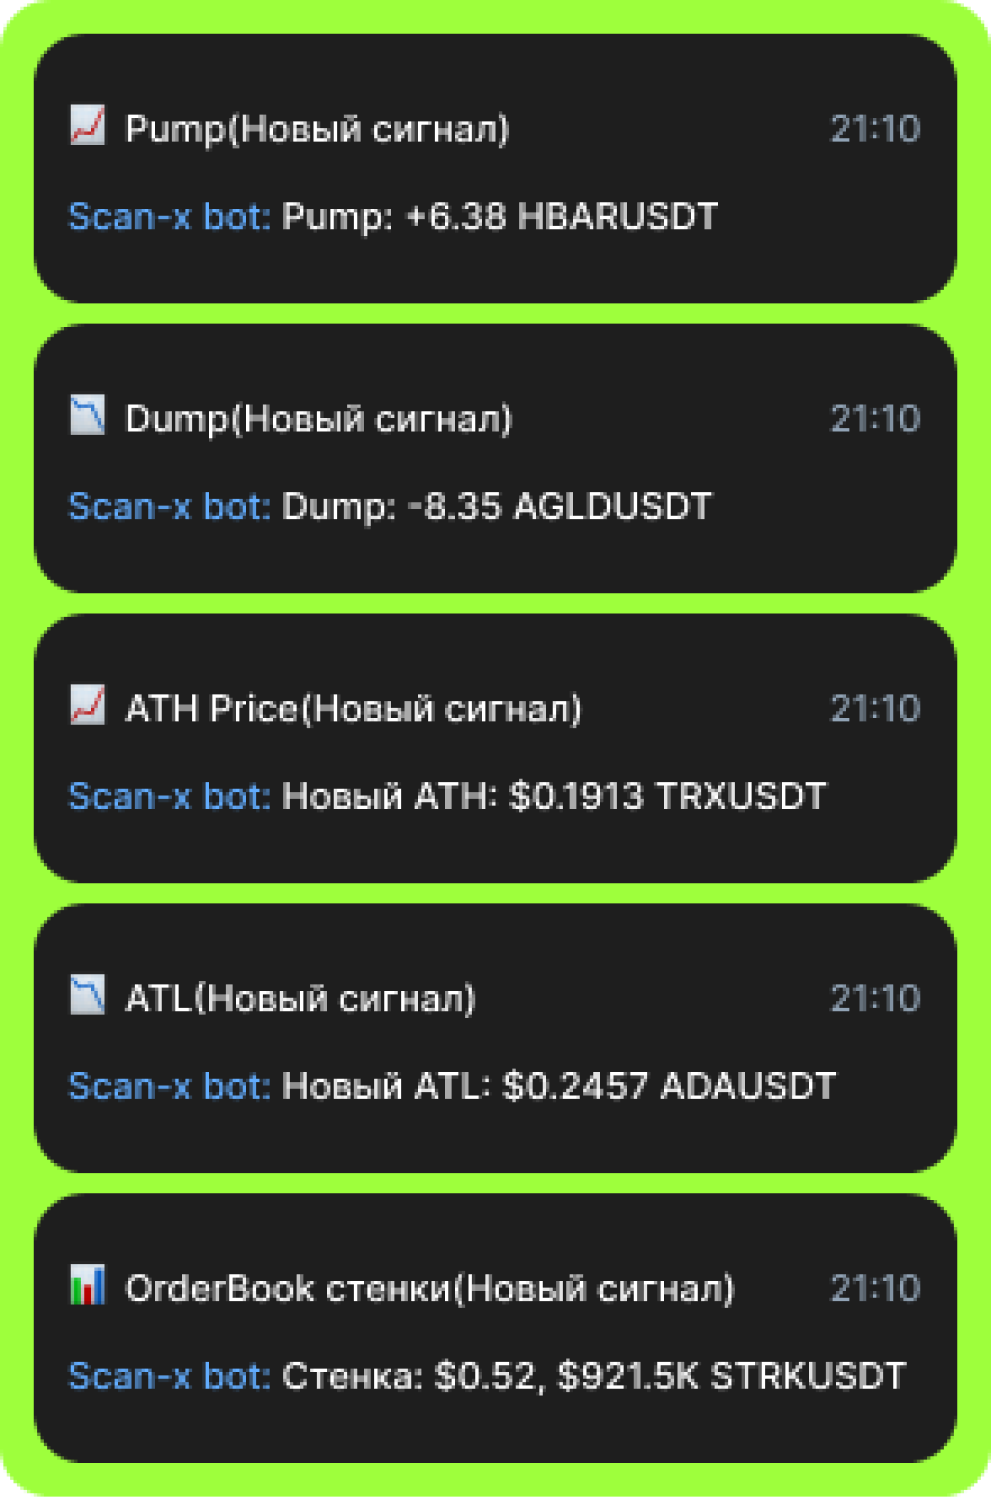 Pump(Новый сигнал) 21:10
Scan-x bot: Pump: +6.38 HBARUSDT
Dump(Новый сигнал) 21:10
Scan-x bot: Dump: -8.35 AGLDUSDT
ATH Price(Новый сигнал) 21:10
Scan-x bot: Новый ATH: $0.1913 TRXUSDT
ATL(Новый сигнал) 21:10
Scan-x bot: Новый ATL: $0.2457 ADAUSDT
OrderBook стенки(Новый сигнал) 21:10
Scan-x bot: Стенка: $0.52, $921.5K STRKUSDT